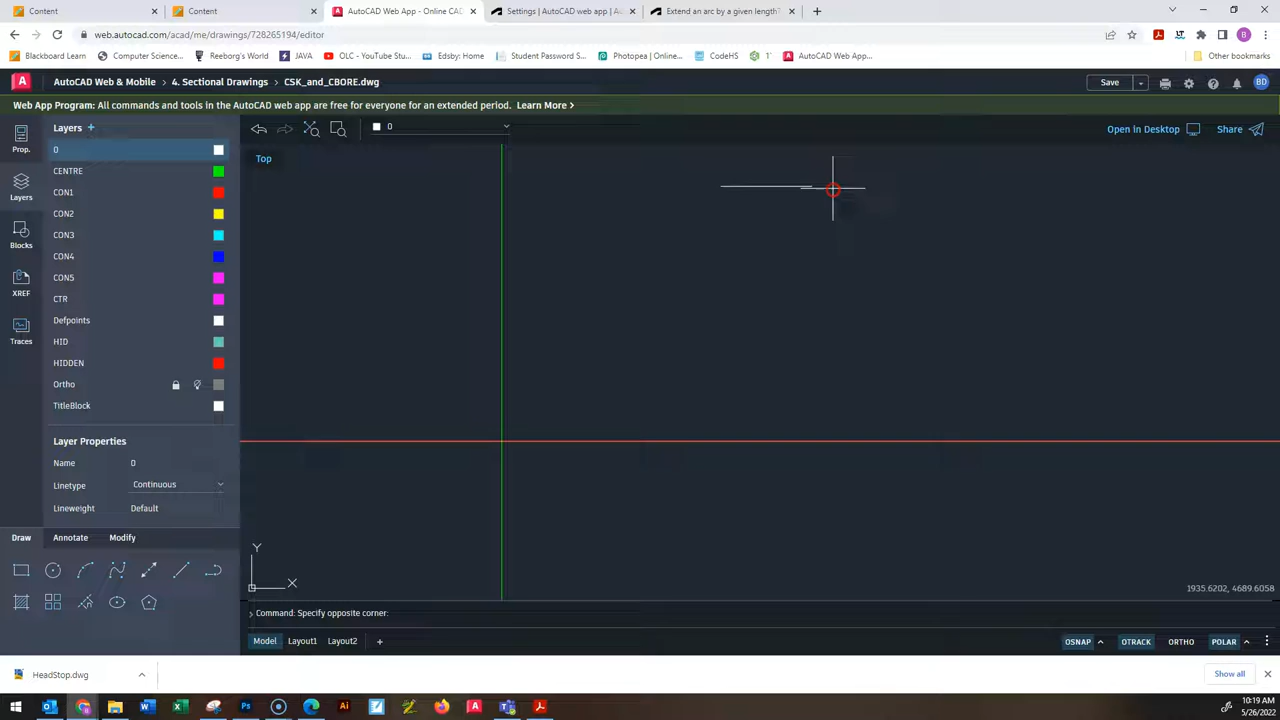 Content
Content
AutoCAD Web App - Online CAD
Settings | AutoCAD web app | Au
Extend an arc by a given length?
web.autocad.com/acad/me/drawings/728265194/editor
Blackboard Learn
Computer Science...
Reeborg's World
JAVA
OLC - YouTube Stu...
Edsby: Home
Student Password S...
Photopea | Online...
CodeHS
1'
AutoCAD Web App...
Other bookmarks
AutoCAD Web & Mobile > 4. Sectional Drawings > CSK_and_CBORE.dwg
Save
BD
Web App Program: All commands and tools in the AutoCAD web app are free for everyone for an extended period. Learn More >
Prop.
Layers
Blocks
XREF
Traces
Layers +
0
CENTRE
CON1
CON2
CON3
CON4
CON5
CTR
Defpoints
HID
HIDDEN
Ortho
TitleBlock
Layer Properties
Name 0
Linetype Continuous
Lineweight Default
Draw Annotate Modify
0
Open in Desktop
Share
Top
Y
X
1935.6202, 4689.6058
Command: Specify opposite corner:
Model Layout1 Layout2 +
OSNAP OTRACK ORTHO POLAR
HeadStop.dwg
Show all
10:19 AM
5/26/2022